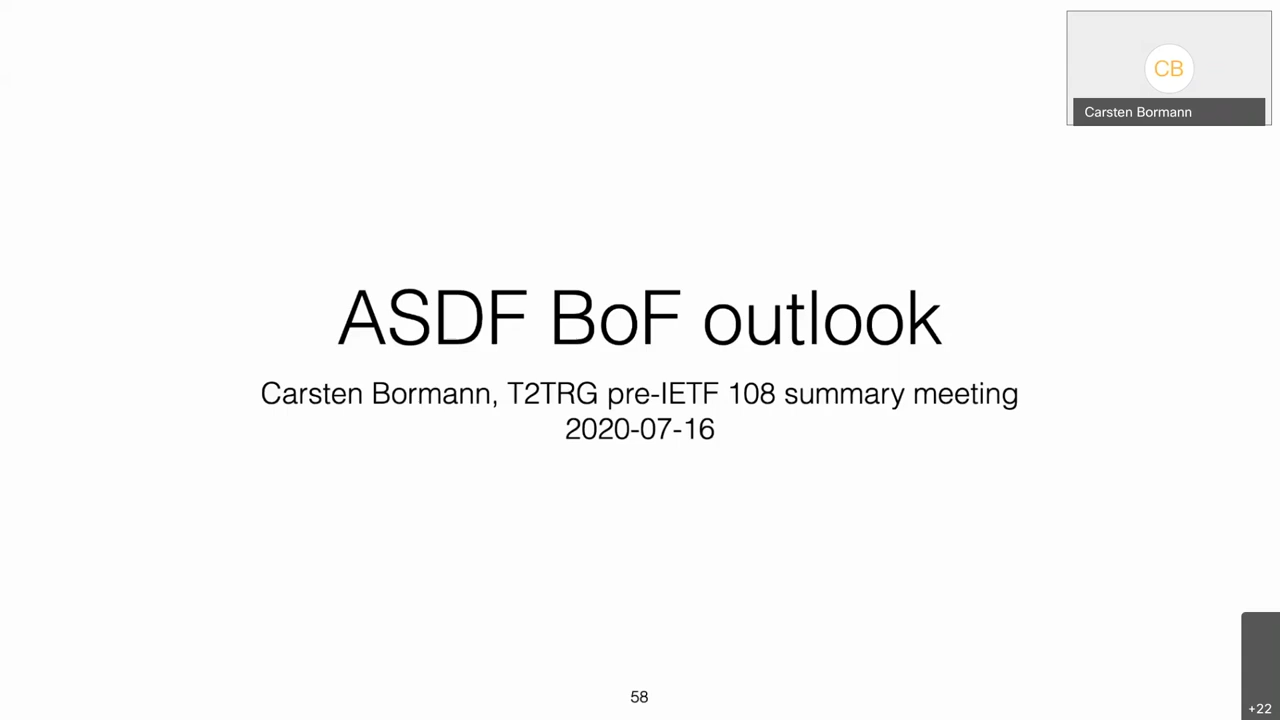 CB
Carsten Bormann
ASDF BoF outlook
Carsten Bormann, T2TRG pre-IETF 108 summary meeting
2020-07-16
58
+22